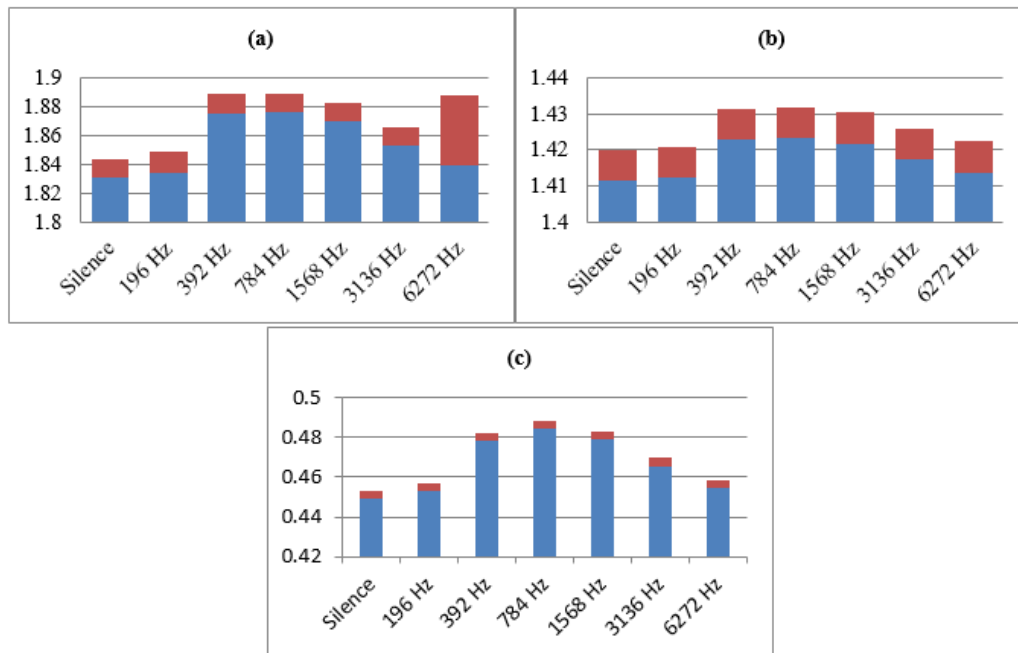 (a)
1.9
1.88
1.86
1.84
1.82
1.8
Silence
196 Hz
392 Hz
784 Hz
1568 Hz
3136 Hz
6272 Hz
(b)
1.44
1.43
1.42
1.41
1.4
Silence
196 Hz
392 Hz
784 Hz
1568 Hz
3136 Hz
6272 Hz
(c)
0.5
0.48
0.46
0.44
0.42
Silence
196 Hz
392 Hz
784 Hz
1568 Hz
3136 Hz
6272 Hz